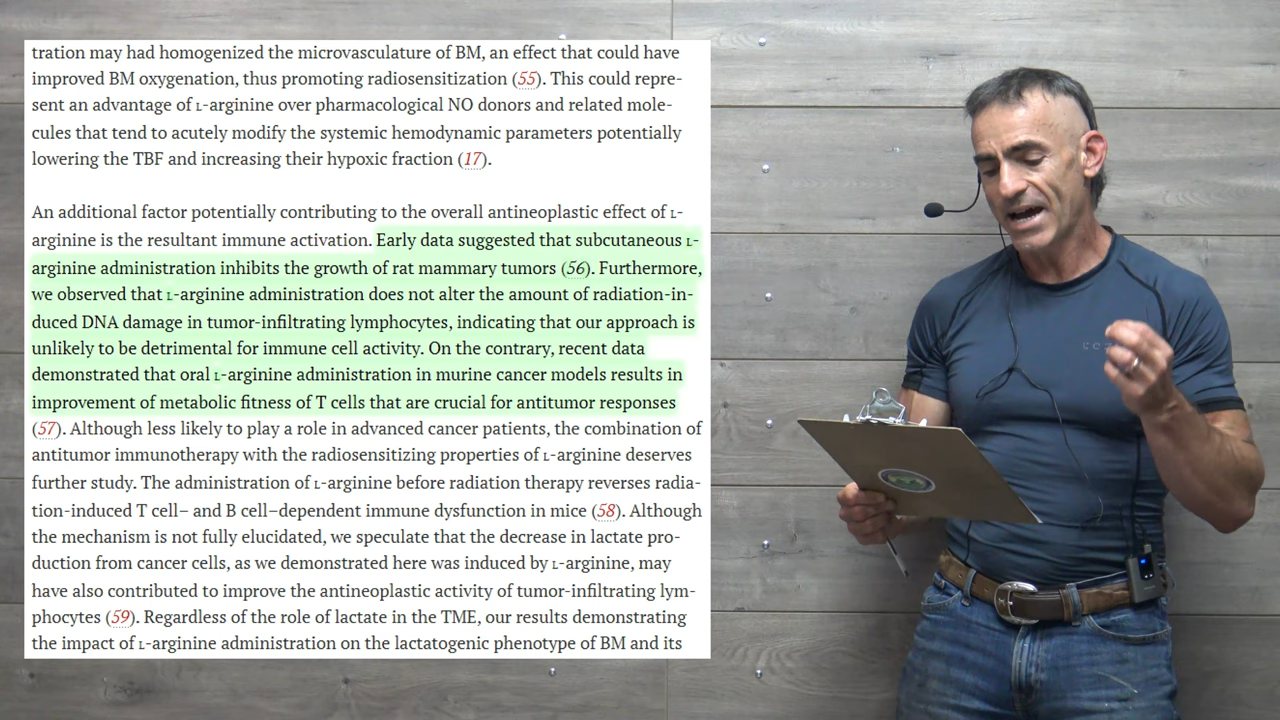 tration may had homogenized the microvasculature of BM, an effect that could have
improved BM oxygenation, thus promoting radiosensitization (55). This could repre-
sent an advantage of ʟ-arginine over pharmacological NO donors and related mole-
cules that tend to acutely modify the systemic hemodynamic parameters potentially
lowering the TBF and increasing their hypoxic fraction (17).
An additional factor potentially contributing to the overall antineoplastic effect of ʟ-
arginine is the resultant immune activation. Early data suggested that subcutaneous ʟ-
arginine administration inhibits the growth of rat mammary tumors (56). Furthermore,
we observed that ʟ-arginine administration does not alter the amount of radiation-in-
duced DNA damage in tumor-infiltrating lymphocytes, indicating that our approach is
unlikely to be detrimental for immune cell activity. On the contrary, recent data
demonstrated that oral ʟ-arginine administration in murine cancer models results in
improvement of metabolic fitness of T cells that are crucial for antitumor responses
(57). Although less likely to play a role in advanced cancer patients, the combination of
antitumor immunotherapy with the radiosensitizing properties of ʟ-arginine deserves
further study. The administration of ʟ-arginine before radiation therapy reverses radia-
tion-induced T cell– and B cell–dependent immune dysfunction in mice (58). Although
the mechanism is not fully elucidated, we speculate that the decrease in lactate pro-
duction from cancer cells, as we demonstrated here was induced by ʟ-arginine, may
have also contributed to improve the antineoplastic activity of tumor-infiltrating lym-
phocytes (59). Regardless of the role of lactate in the TME, our results demonstrating
the impact of ʟ-arginine administration on the lactatogenic phenotype of BM and its